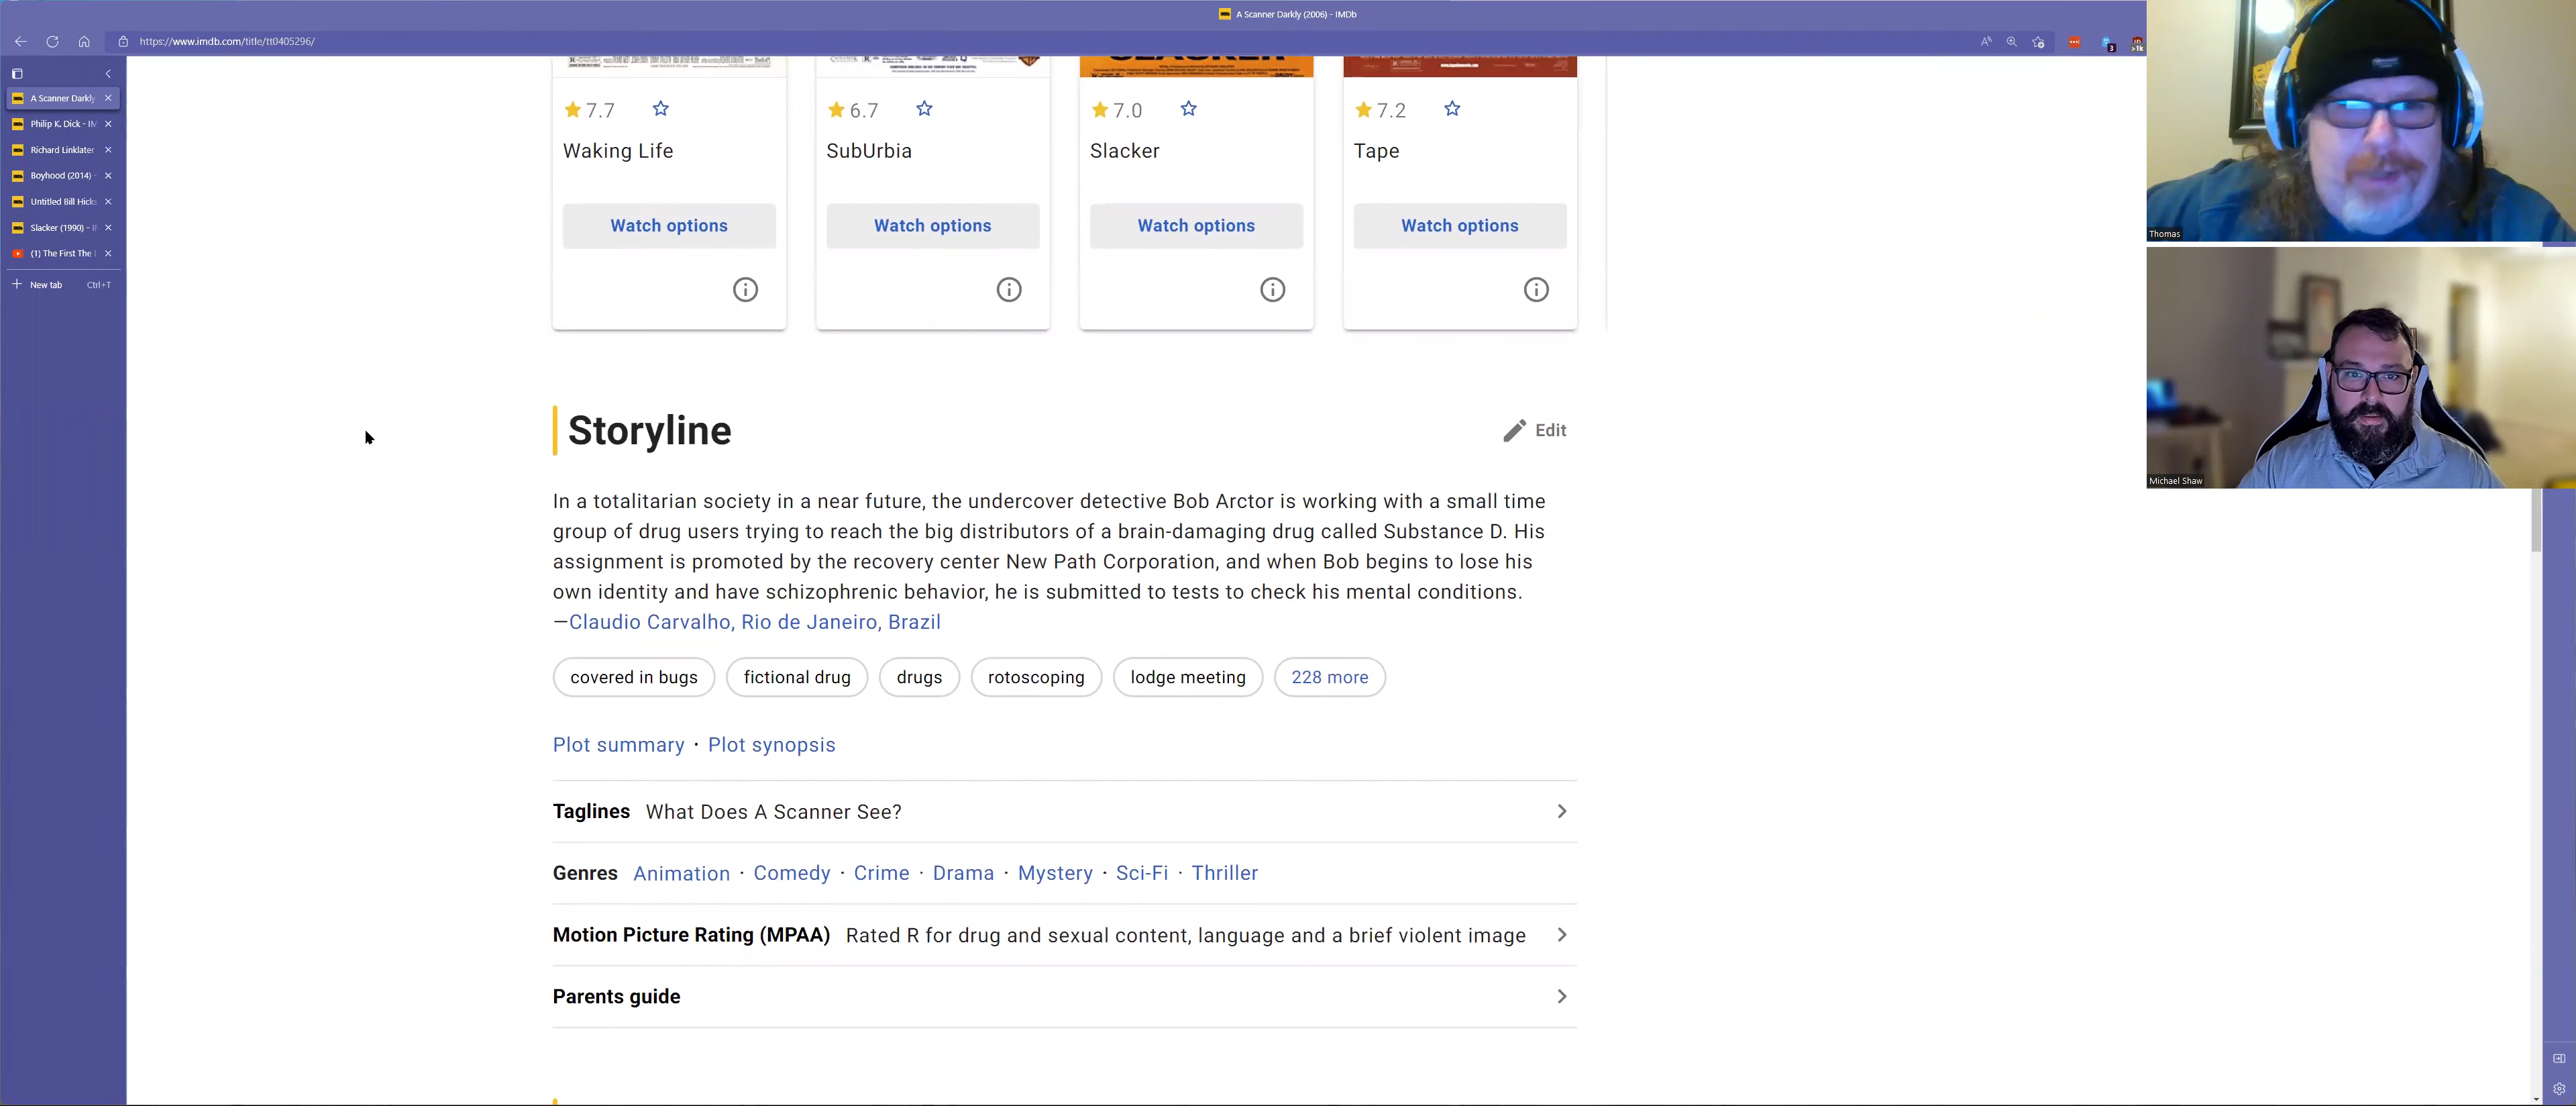 A Scanner Darkly (2006) - IMDb
https://www.imdb.com/title/tt0405296/
A Scanner Darkly
Philip K. Dick - IM
Richard Linklater
Boyhood (2014) -
Untitled Bill Hicks
Slacker (1990) - I
(1) The First The
New tab Ctrl+T
SLACKER
7.7
6.7
7.0
7.2
Waking Life
SubUrbia
Slacker
Tape
Watch options
Watch options
Watch options
Watch options
Thomas
Michael Shaw
Storyline
Edit
In a totalitarian society in a near future, the undercover detective Bob Arctor is working with a small time
group of drug users trying to reach the big distributors of a brain-damaging drug called Substance D. His
assignment is promoted by the recovery center New Path Corporation, and when Bob begins to lose his
own identity and have schizophrenic behavior, he is submitted to tests to check his mental conditions.
—Claudio Carvalho, Rio de Janeiro, Brazil
covered in bugs
fictional drug
drugs
rotoscoping
lodge meeting
228 more
Plot summary · Plot synopsis
Taglines What Does A Scanner See?
Genres Animation · Comedy · Crime · Drama · Mystery · Sci-Fi · Thriller
Motion Picture Rating (MPAA) Rated R for drug and sexual content, language and a brief violent image
Parents guide